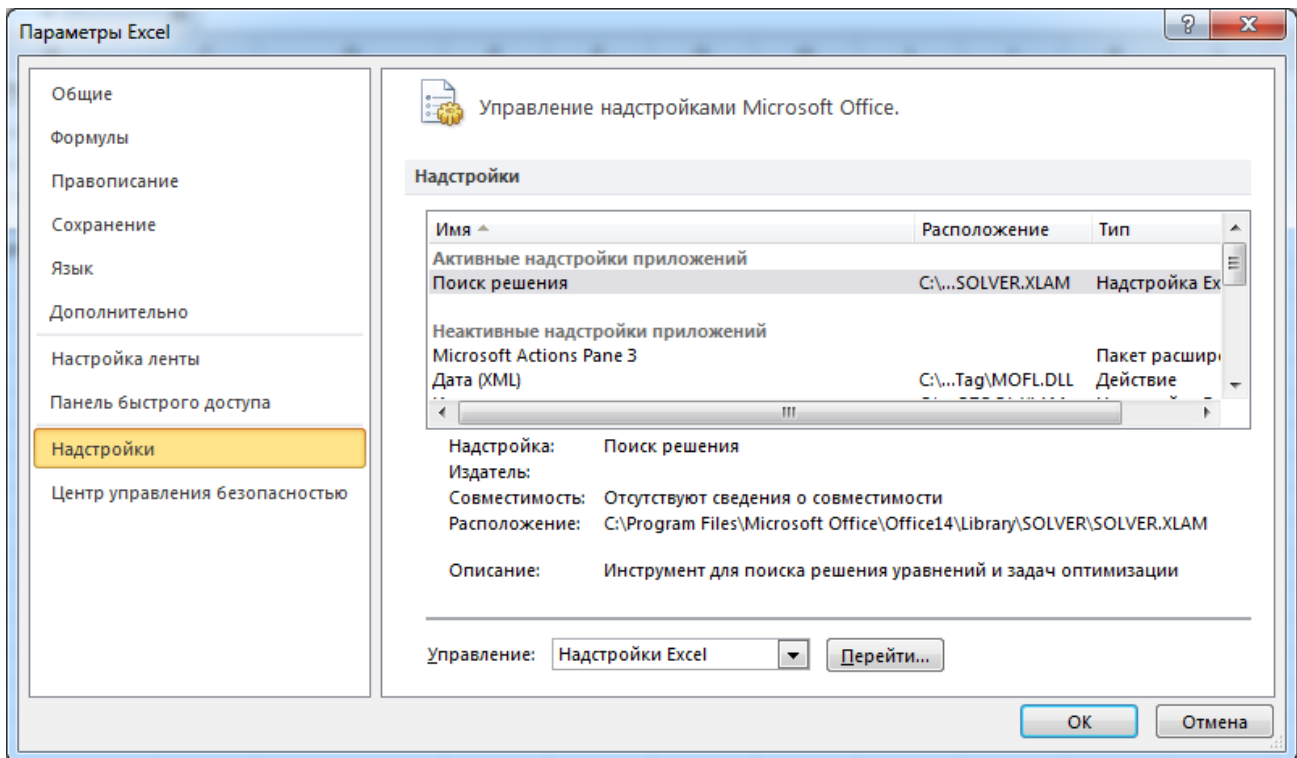 Параметры Excel
Общие
Формулы
Правописание
Сохранение
Язык
Дополнительно
Настройка ленты
Панель быстрого доступа
Надстройки
Центр управления безопасностью
Управление надстройками Microsoft Office.
Надстройки
Имя Расположение Тип
Активные надстройки приложений
Поиск решения C:\...SOLVER.XLAM Надстройка Ex
Неактивные надстройки приложений
Microsoft Actions Pane 3 Пакет расшир
Дата (XML) C:\...Tag\MOFL.DLL Действие
Надстройка: Поиск решения
Издатель:
Совместимость: Отсутствуют сведения о совместимости
Расположение: C:\Program Files\Microsoft Office\Office14\Library\SOLVER\SOLVER.XLAM
Описание: Инструмент для поиска решения уравнений и задач оптимизации
Управление: Надстройки Excel Перейти...
ОК Отмена